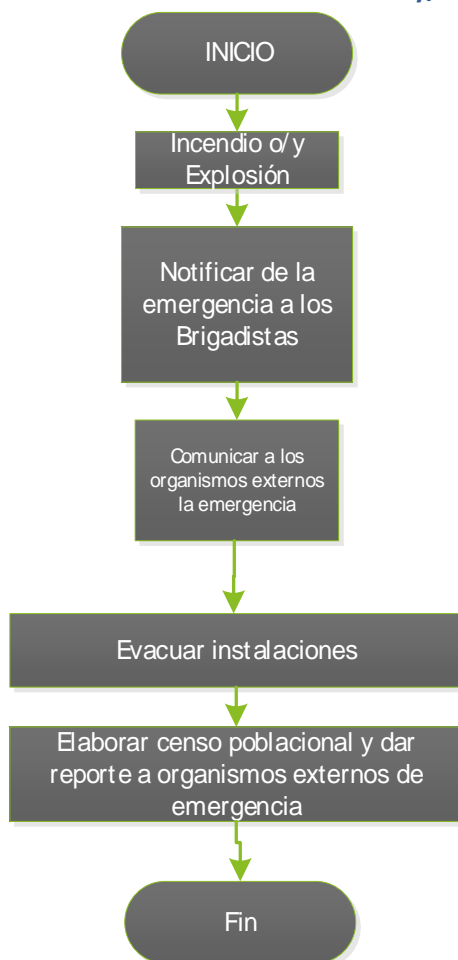 INICIO
Incendio o/y
Explosión
Notificar de la
emergencia a los
Brigadistas
Comunicar a los
organismos externos
la emergencia
Evacuar instalaciones
Elaborar censo poblacional y dar
reporte a organismos externos de
emergencia
Fin